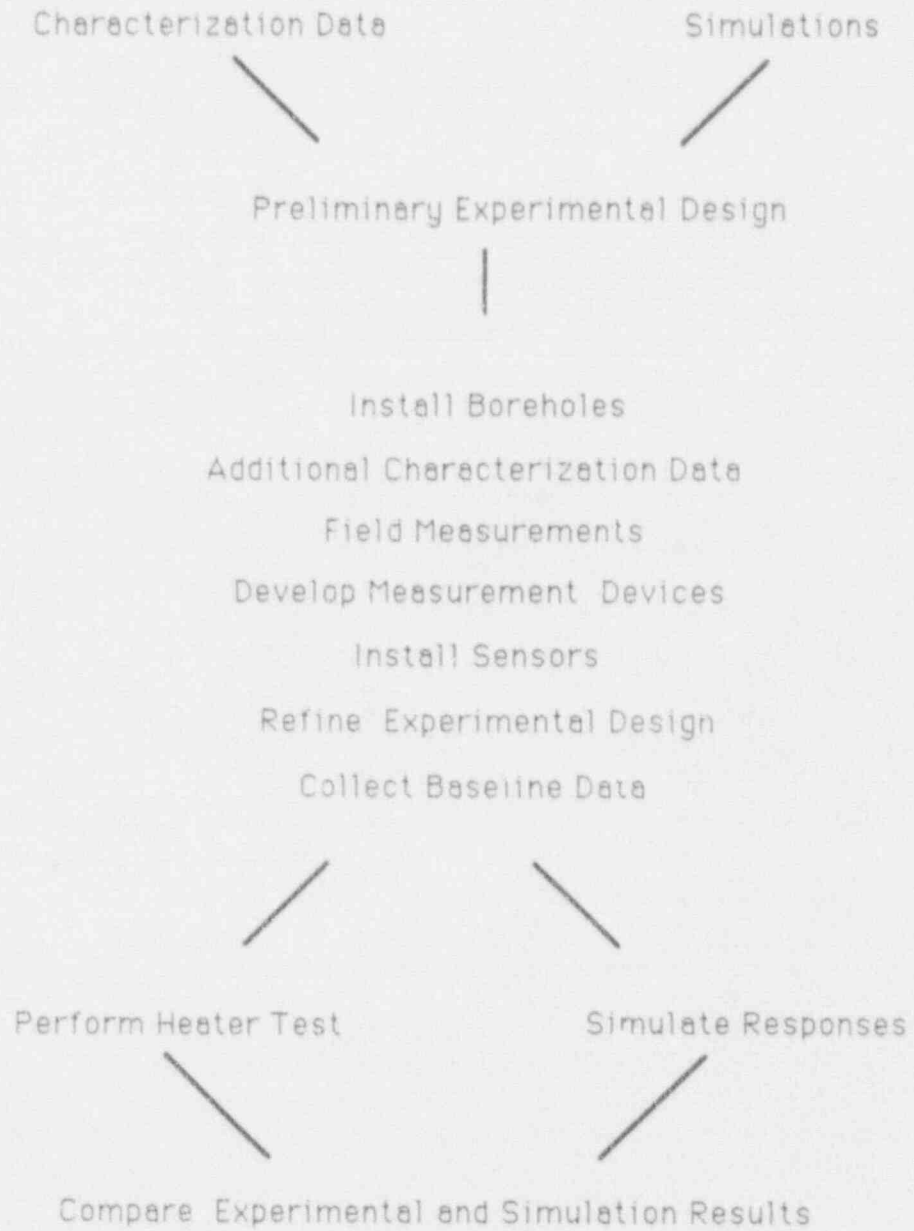 Characterization Data
Simulations
Preliminary Experimental Design
Install Boreholes
Additional Characterization Data
Field Measurements
Develop Measurement Devices
Install Sensors
Refine Experimental Design
Collect Baseline Data
Perform Heater Test
Simulate Responses
Compare Experimental and Simulation Results